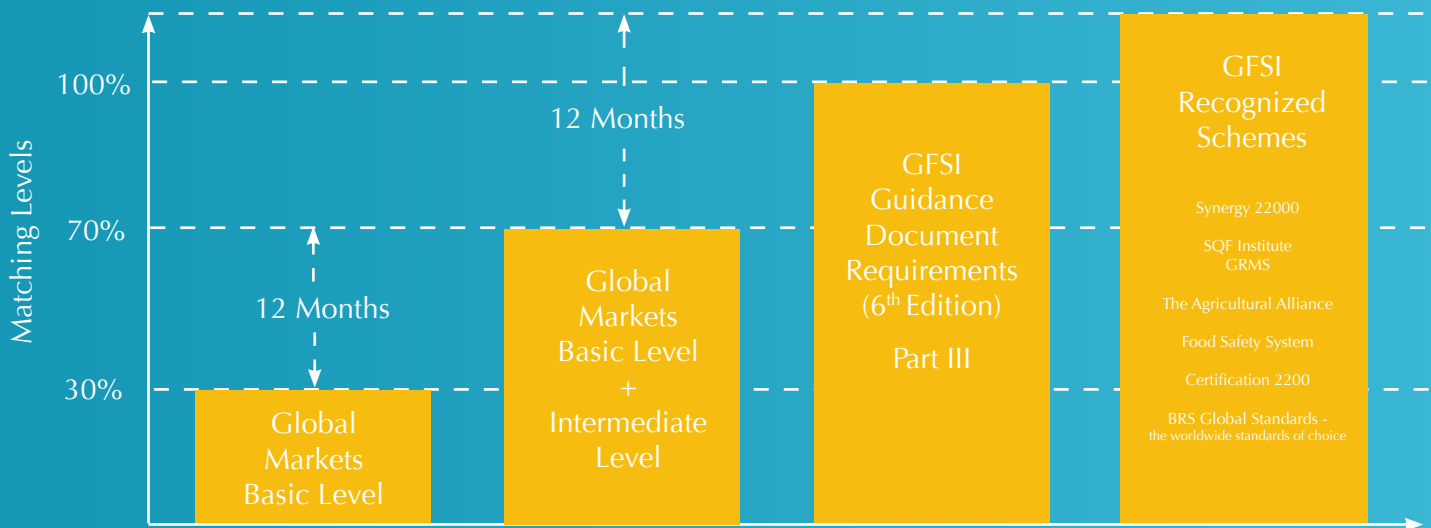 Matching Levels
100%
70%
30%
12 Months
12 Months
Global
Markets
Basic Level
Global
Markets
Basic Level
+
Intermediate
Level
GFSI
Guidance
Document
Requirements
(6th Edition)
Part III
GFSI
Recognized
Schemes
Synergy 22000
SQF Institute
GRMS
The Agricultural Alliance
Food Safety System
Certification 2200
BRS Global Standards -
the worldwide standards of choice